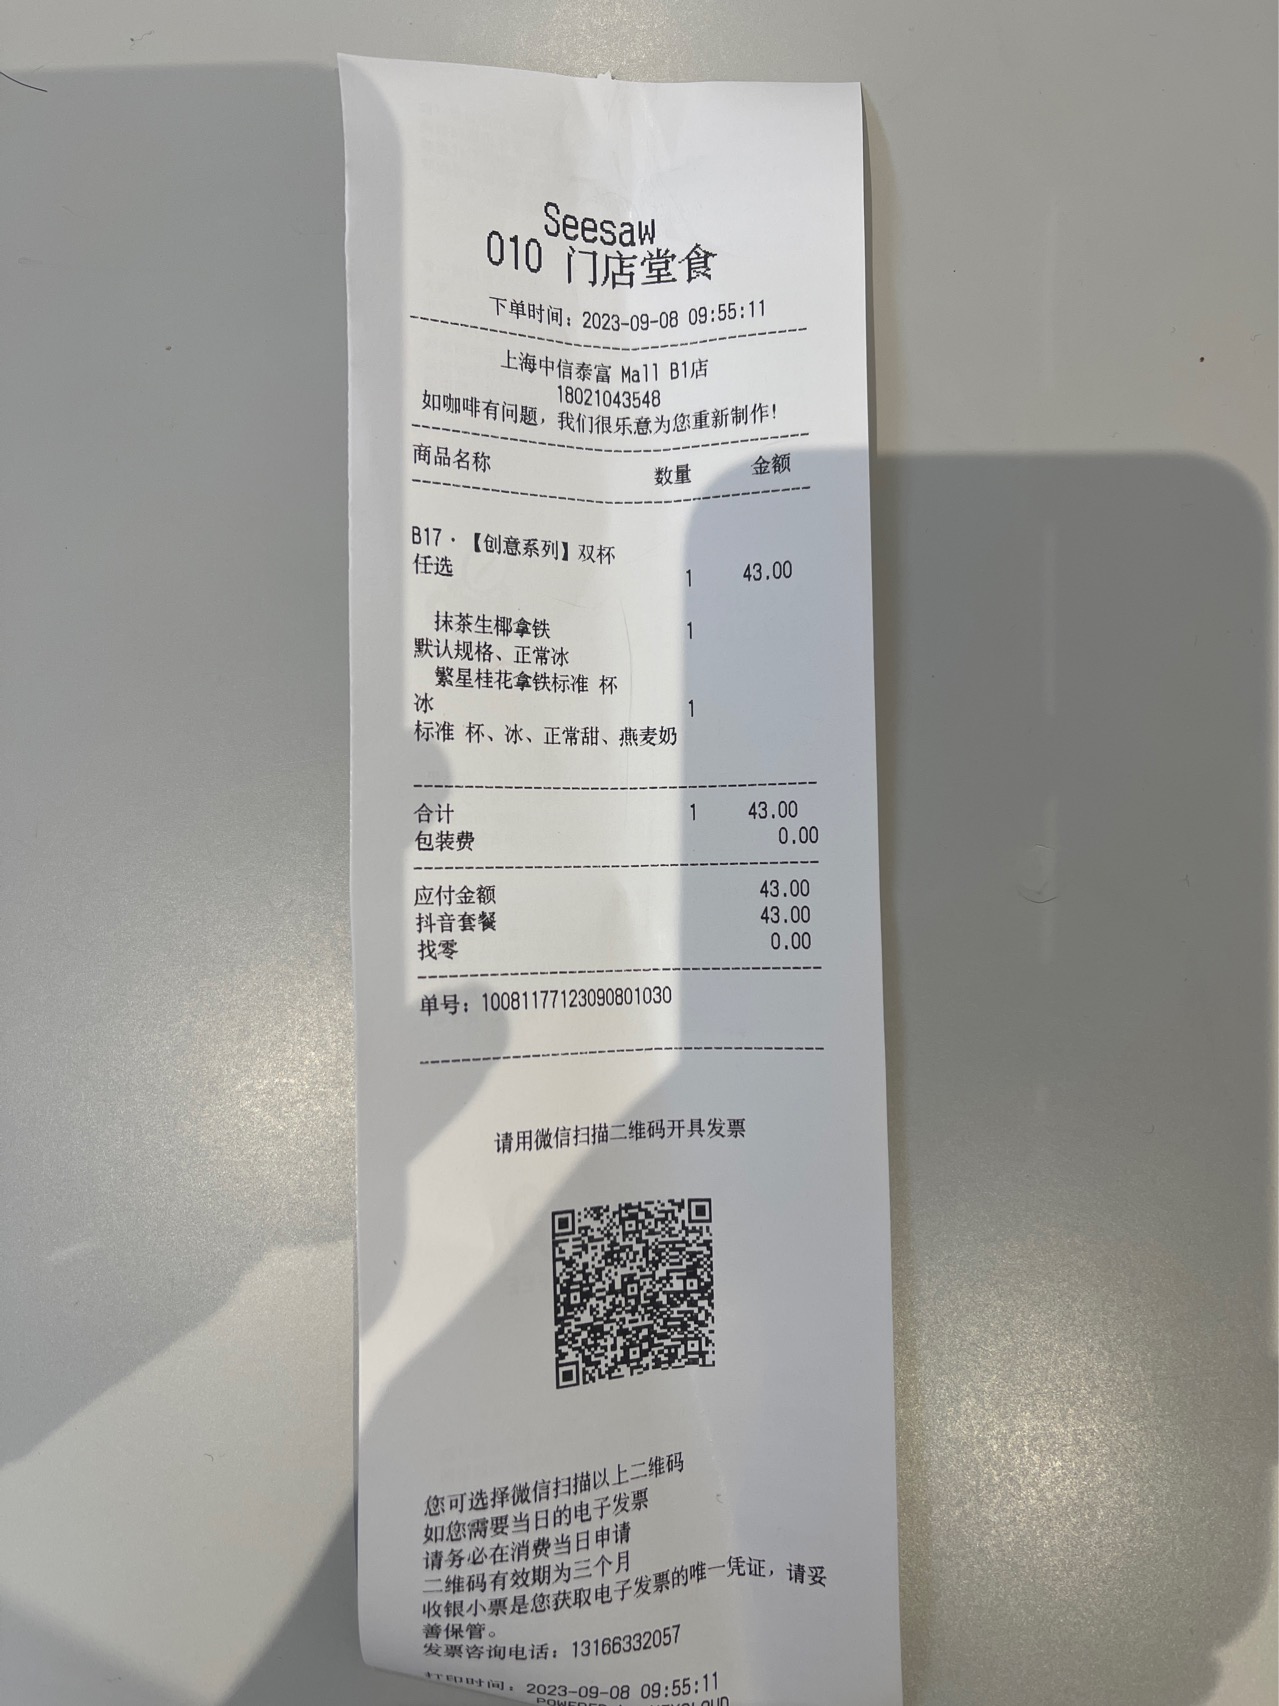 Seesaw
010 门店堂食
下单时间：2023-09-08 09:55:11
上海中信泰富 Mall B1店
18021043548
如咖啡有问题，我们很乐意为您重新制作！
商品名称 数量 金额
B17·【创意系列】双杯
任选 1 43.00
抹茶生椰拿铁 1
默认规格、正常冰
繁星桂花拿铁标准 杯
冰 1
标准 杯、冰、正常甜、燕麦奶
合计 1 43.00
包装费 0.00
应付金额 43.00
抖音套餐 43.00
找零 0.00
单号：10081177123090801030
请用微信扫描二维码开具发票
您可选择微信扫描以上二维码
如您需要当日的电子发票
请务必在消费当日申请
二维码有效期为三个月
收银小票是您获取电子发票的唯一凭证，请妥
善保管。
发票咨询电话：13166332057
打印时间：2023-09-08 09:55:11
POWERED